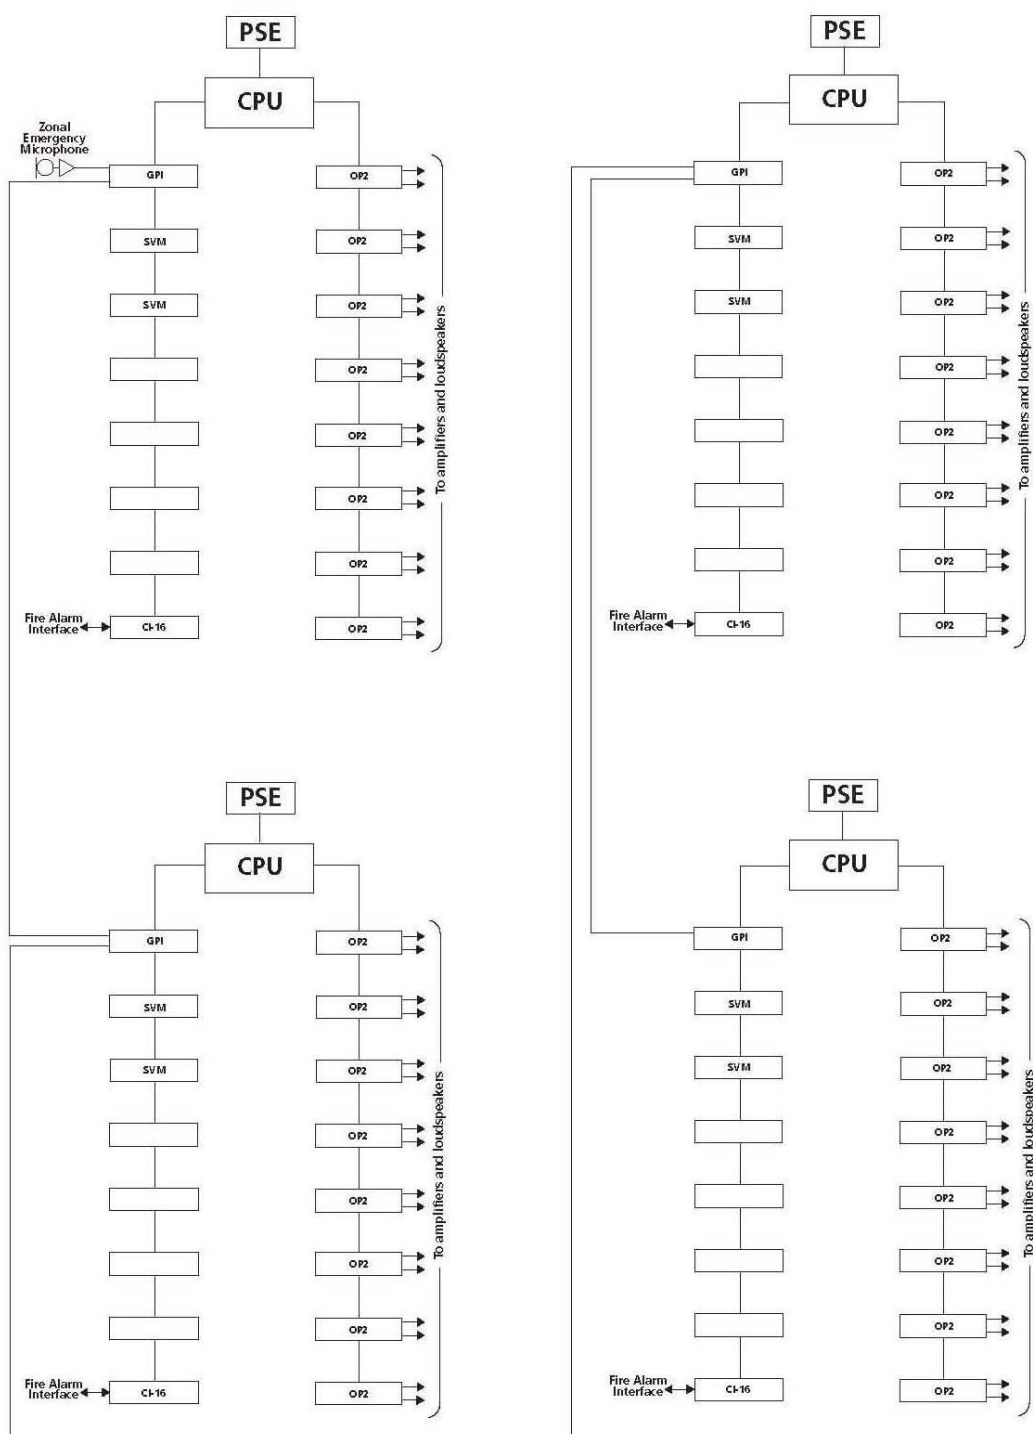 PSE
CPU
Zonal
Emergency
Microphone
GPI
OP2
SVM
OP2
SVM
OP2
OP2
OP2
OP2
OP2
Fire Alarm
Interface
CI-16
OP2
To amplifiers and loudspeakers
PSE
CPU
GPI
OP2
SVM
OP2
SVM
OP2
OP2
OP2
OP2
OP2
Fire Alarm
Interface
CI-16
OP2
To amplifiers and loudspeakers
PSE
CPU
GPI
OP2
SVM
OP2
SVM
OP2
OP2
OP2
OP2
OP2
Fire Alarm
Interface
CI-16
OP2
To amplifiers and loudspeakers
PSE
CPU
GPI
OP2
SVM
OP2
SVM
OP2
OP2
OP2
OP2
OP2
Fire Alarm
Interface
CI-16
OP2
To amplifiers and loudspeakers